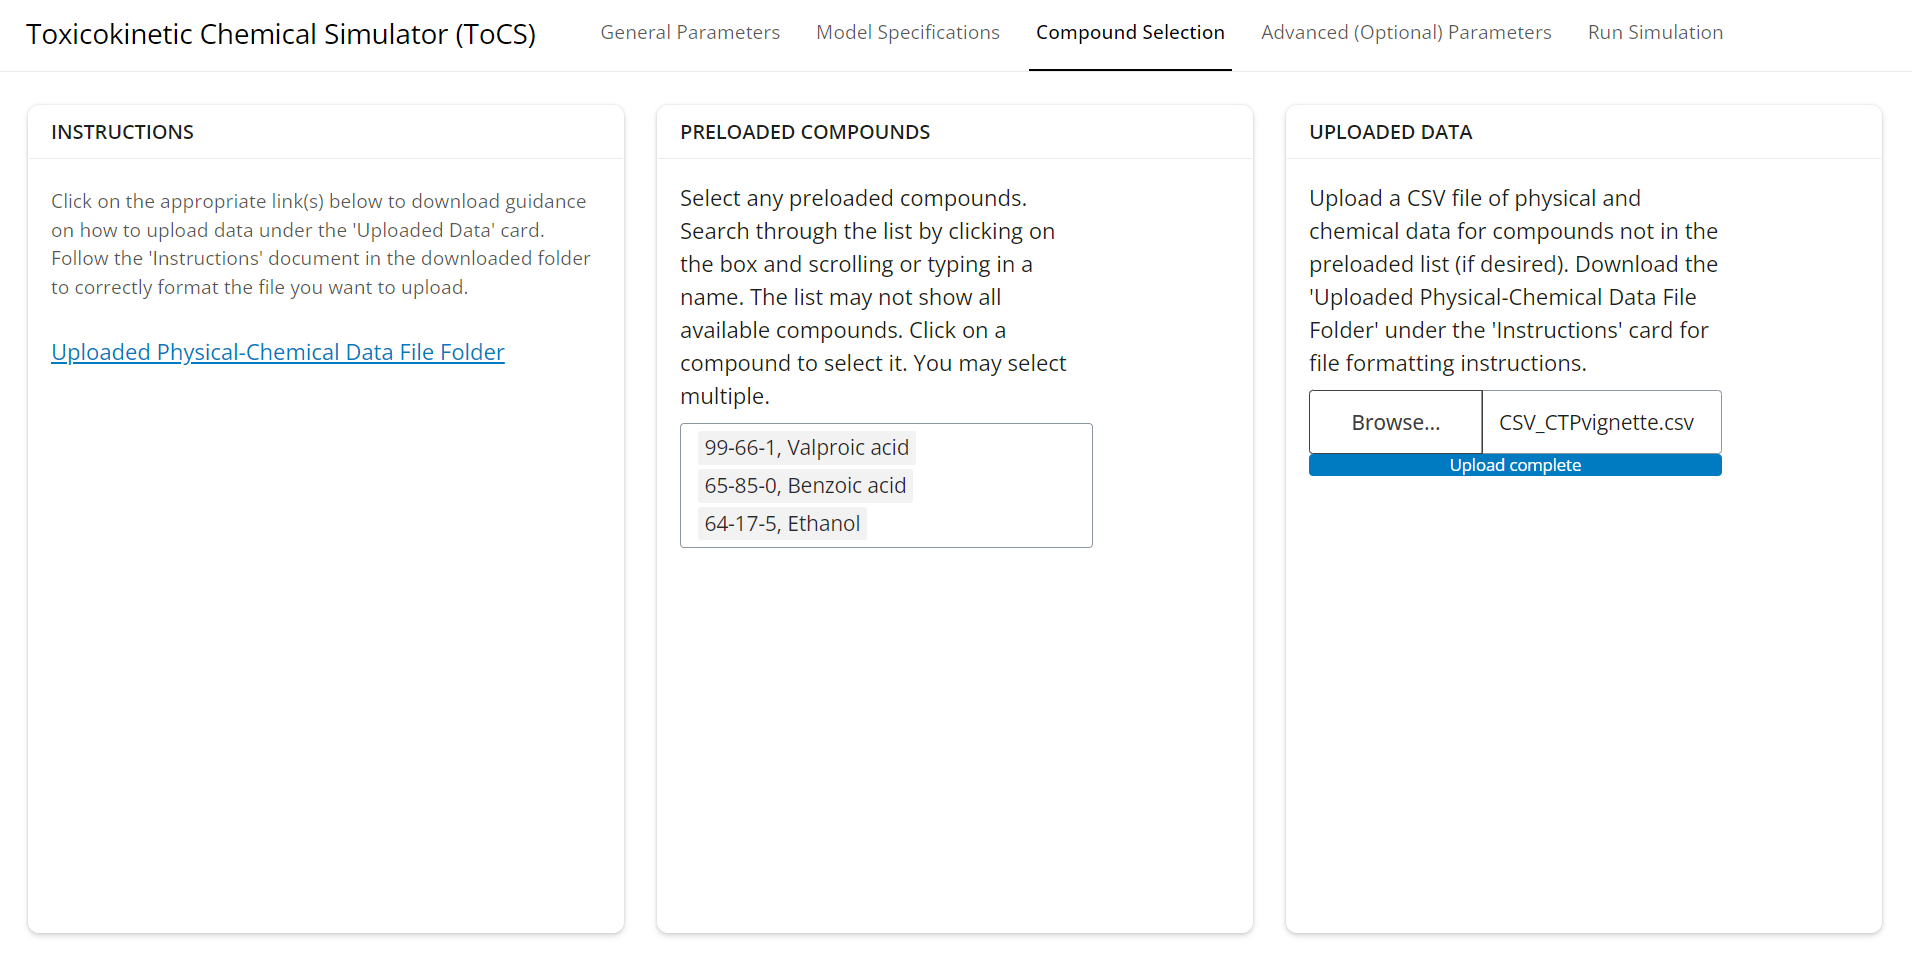 Toxicokinetic Chemical Simulator (ToCS)
General Parameters
Model Specifications
Compound Selection
Advanced (Optional) Parameters
Run Simulation
INSTRUCTIONS
Click on the appropriate link(s) below to download guidance
on how to upload data under the 'Uploaded Data' card.
Follow the 'Instructions' document in the downloaded folder
to correctly format the file you want to upload.
Uploaded Physical-Chemical Data File Folder
PRELOADED COMPOUNDS
Select any preloaded compounds.
Search through the list by clicking on
the box and scrolling or typing in a
name. The list may not show all
available compounds. Click on a
compound to select it. You may select
multiple.
99-66-1, Valproic acid
65-85-0, Benzoic acid
64-17-5, Ethanol
UPLOADED DATA
Upload a CSV file of physical and
chemical data for compounds not in the
preloaded list (if desired). Download the
'Uploaded Physical-Chemical Data File
Folder' under the 'Instructions' card for
file formatting instructions.
Browse...
CSV_CTPvignette.csv
Upload complete